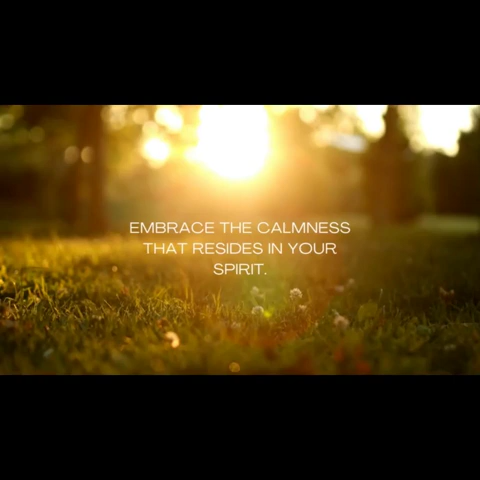 EMBRACE THE CALMNESS
THAT RESIDES IN YOUR
SPIRIT.